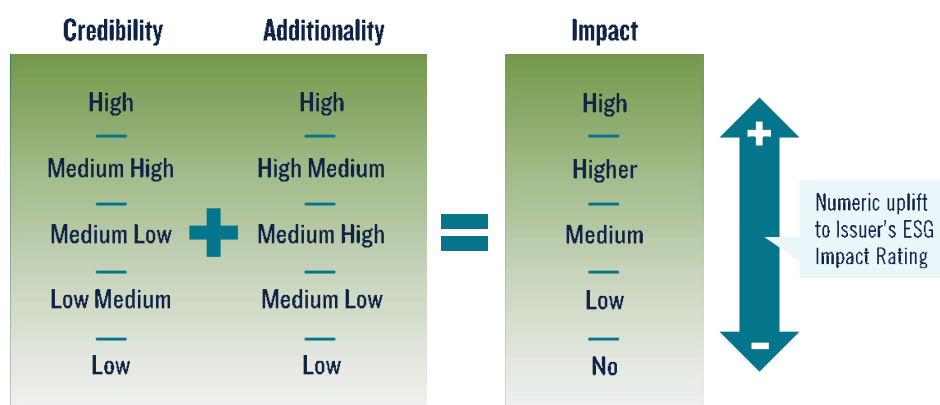 Credibility Additionality Impact
High High High
Medium High High Medium Higher
Medium Low + Medium High = Medium
Low Medium Medium Low Low
Low Low No
+
Numeric uplift
to Issuer's ESG
Impact Rating
−